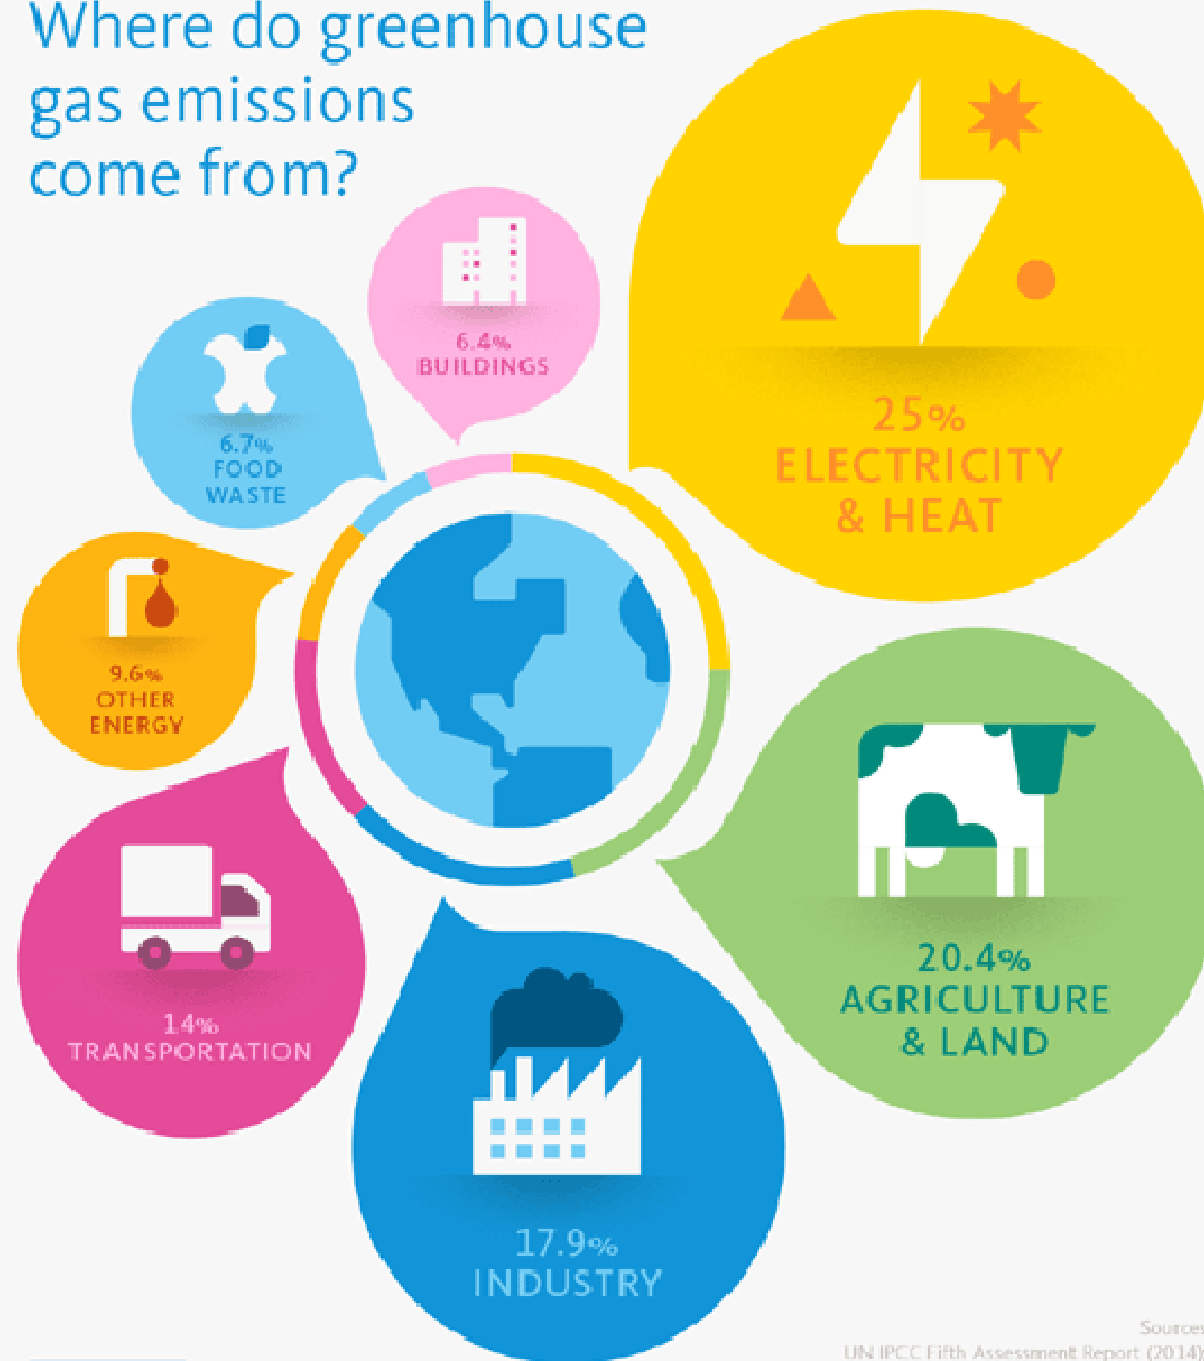 Where do greenhouse
gas emissions
come from?
25%
ELECTRICITY
& HEAT
20.4%
AGRICULTURE
& LAND
17.9%
INDUSTRY
14%
TRANSPORTATION
9.6%
OTHER
ENERGY
6.7%
FOOD
WASTE
6.4%
BUILDINGS
Sources
UN IPCC Fifth Assessment Report (2014)